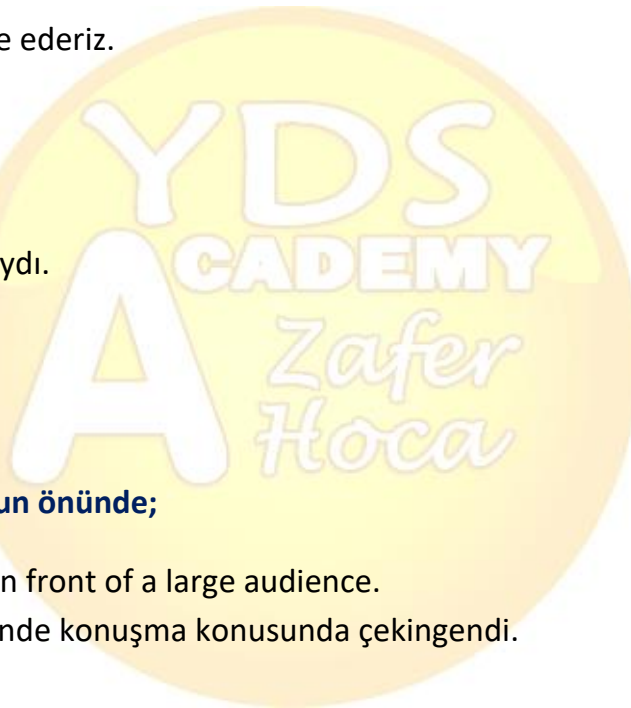 e ederiz.
YDS
ACADEMY
ydı.
Zafer
Hoca
un önünde;
n front of a large audience.
nde konuşma konusunda çekingendi.